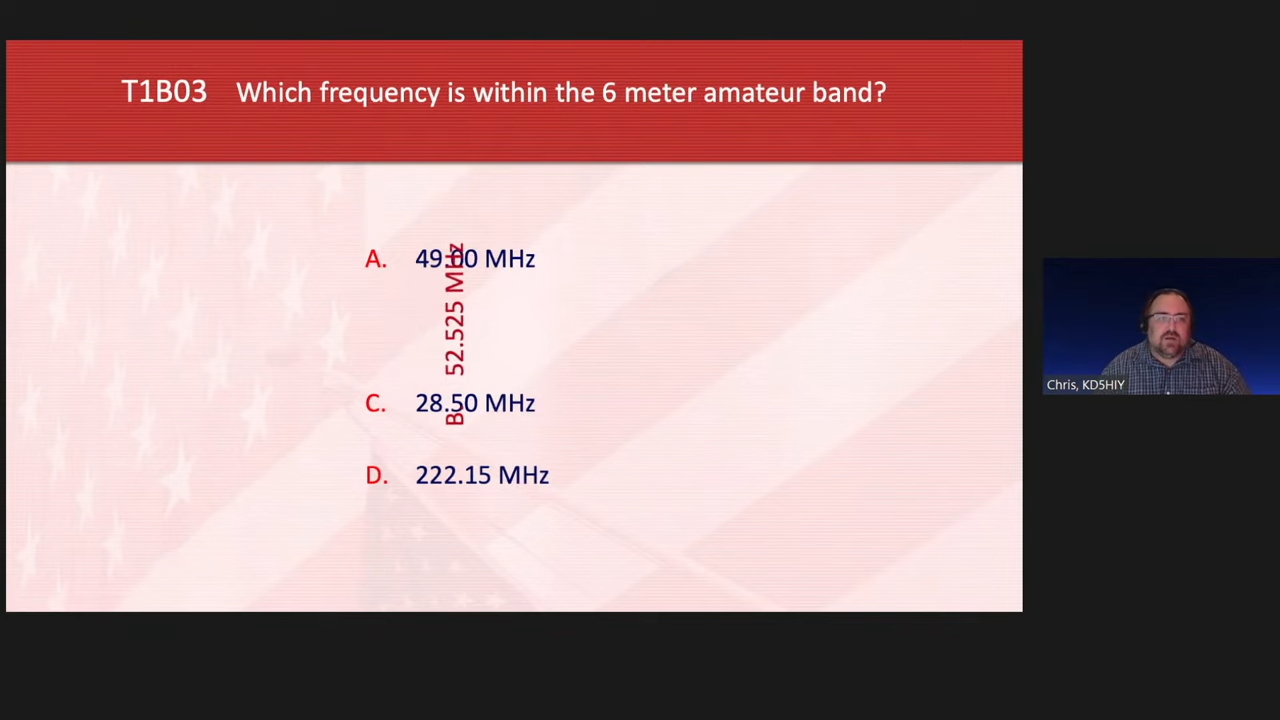 T1B03 Which frequency is within the 6 meter amateur band?
A. 49.00 MHz
B. 52.525 MHz
C. 28.50 MHz
D. 222.15 MHz
Chris, KD5HIY